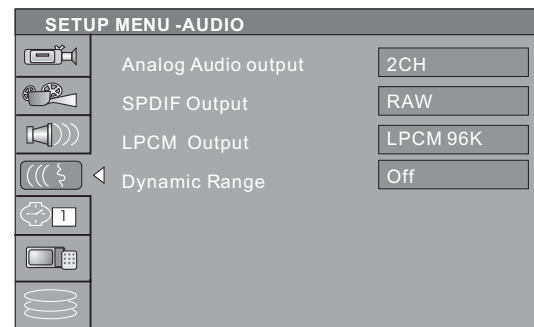 SETUP MENU -AUDIO
Analog Audio output 2CH
SPDIF Output RAW
LPCM Output LPCM 96K
Dynamic Range Off
1